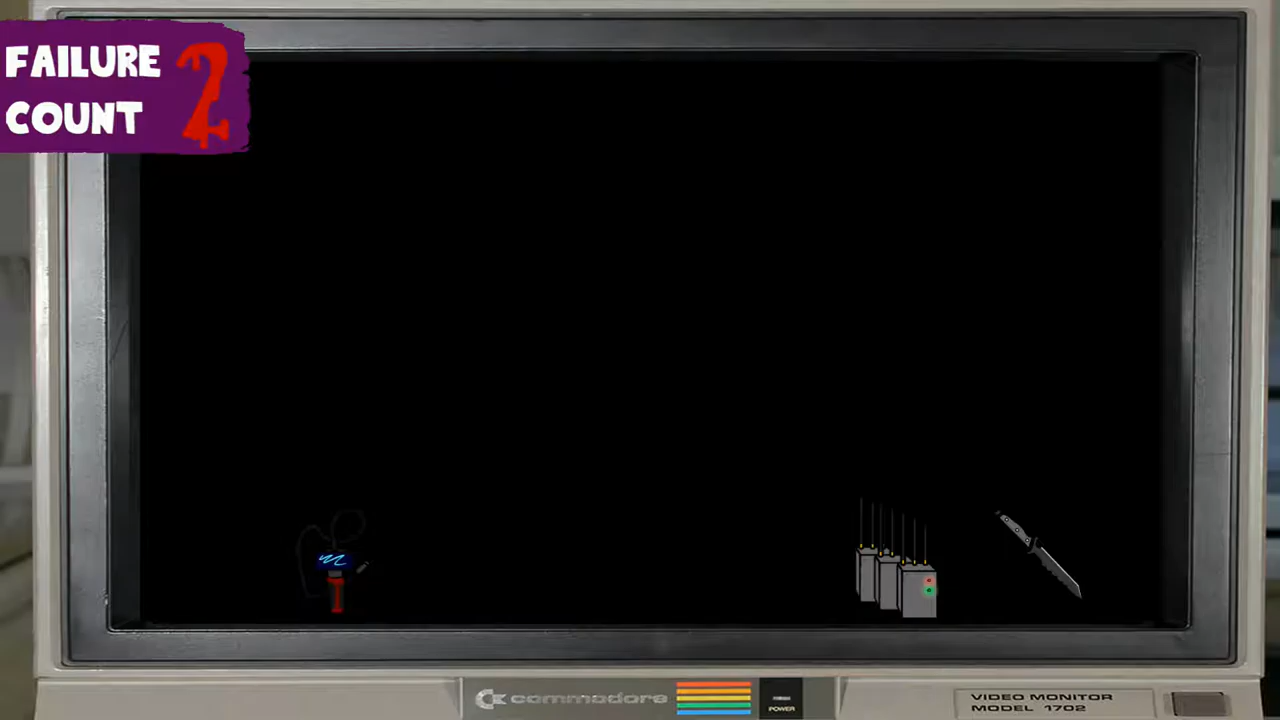 FAILURE
COUNT 2
commodore
POWER
VIDEO MONITOR
MODEL 1702